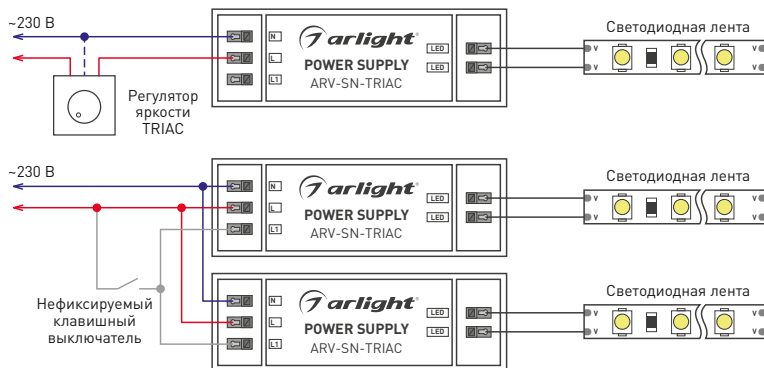 ~230 В
N
L
L1
arlight®
POWER SUPPLY
ARV-SN-TRIAC
LED
LED
Светодиодная лента
V
V
V
V
Регулятор
яркости
TRIAC
~230 В
N
L
L1
arlight®
POWER SUPPLY
ARV-SN-TRIAC
LED
LED
Светодиодная лента
V
V
V
V
Нефиксируемый
клавишный
выключатель
N
L
L1
arlight®
POWER SUPPLY
ARV-SN-TRIAC
LED
LED
Светодиодная лента
V
V
V
V